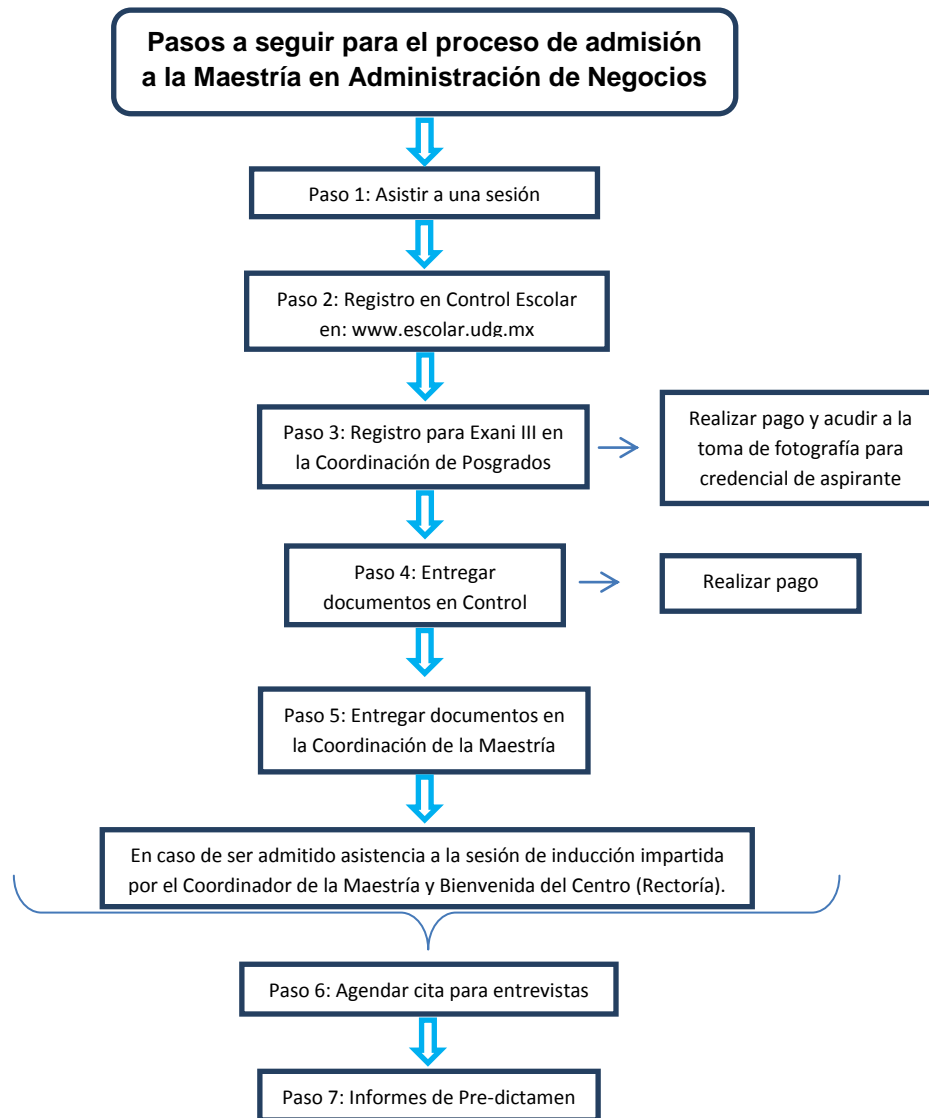 Pasos a seguir para el proceso de admisión
a la Maestría en Administración de Negocios
Paso 1: Asistir a una sesión
Paso 2: Registro en Control Escolar
en: www.escolar.udg.mx
Paso 3: Registro para Exani III en
la Coordinación de Posgrados
Realizar pago y acudir a la
toma de fotografía para
credencial de aspirante
Paso 4: Entregar
documentos en Control
Realizar pago
Paso 5: Entregar documentos en
la Coordinación de la Maestría
En caso de ser admitido asistencia a la sesión de inducción impartida
por el Coordinador de la Maestría y Bienvenida del Centro (Rectoría).
Paso 6: Agendar cita para entrevistas
Paso 7: Informes de Pre-dictamen